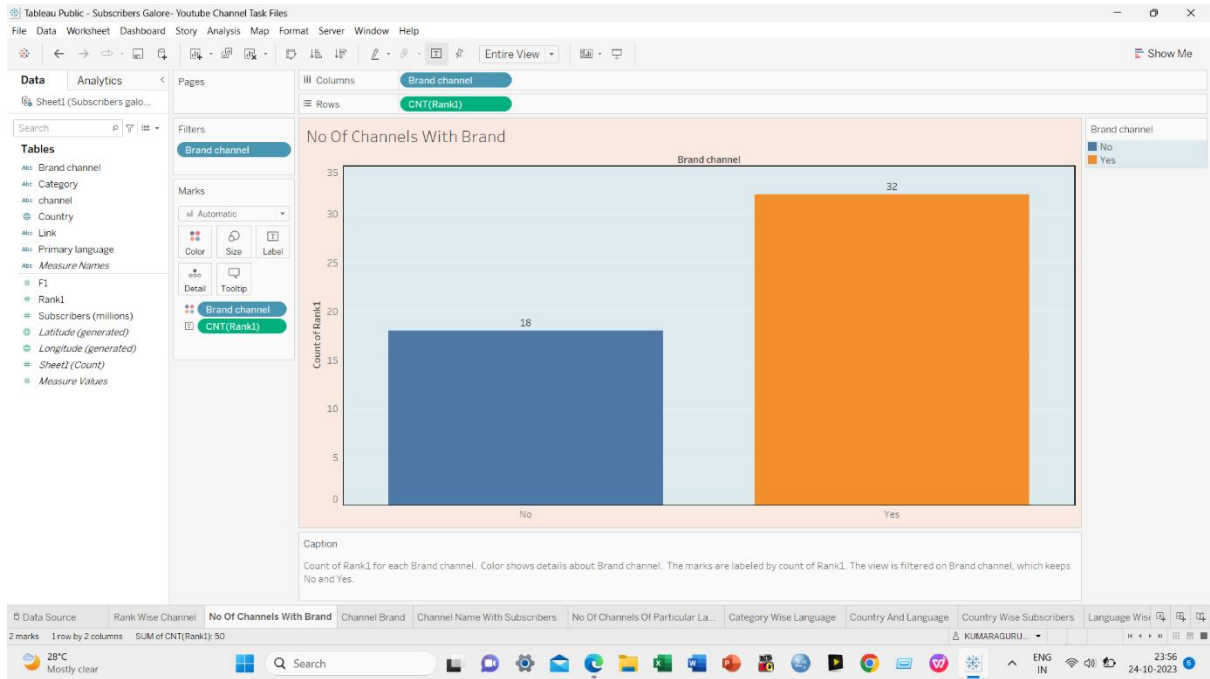 Tableau Public - Subscribers Galore- Youtube Channel Task Files
File Data Worksheet Dashboard Story Analysis Map Format Server Window Help
Entire View
Show Me
Data Analytics
Sheet1 (Subscribers galo...
Search
Tables
Abc Brand channel
Abc Category
Abc channel
Country
Abc Link
Abc Primary language
Abc Measure Names
# F1
# Rank1
# Subscribers (millions)
Latitude (generated)
Longitude (generated)
# Sheet1 (Count)
# Measure Values
Pages
Filters
Brand channel
Marks
Automatic
Color Size Label
Detail Tooltip
Brand channel
CNT(Rank1)
Columns Brand channel
Rows CNT(Rank1)
No Of Channels With Brand
Brand channel
Count of Rank1
35
30
25
20
15
10
5
0
18
32
No Yes
Caption
Count of Rank1 for each Brand channel. Color shows details about Brand channel. The marks are labeled by count of Rank1. The view is filtered on Brand channel, which keeps
No and Yes.
Brand channel
No
Yes
Data Source Rank Wise Channel No Of Channels With Brand Channel Brand Channel Name With Subscribers No Of Channels Of Particular La... Category Wise Language Country And Language Country Wise Subscribers Language Wis
2 marks 1 row by 2 columns SUM of CNT(Rank1): 50
KUMARAGURU...
28°C
Mostly clear
Search
ENG
IN
23:56
24-10-2023
6